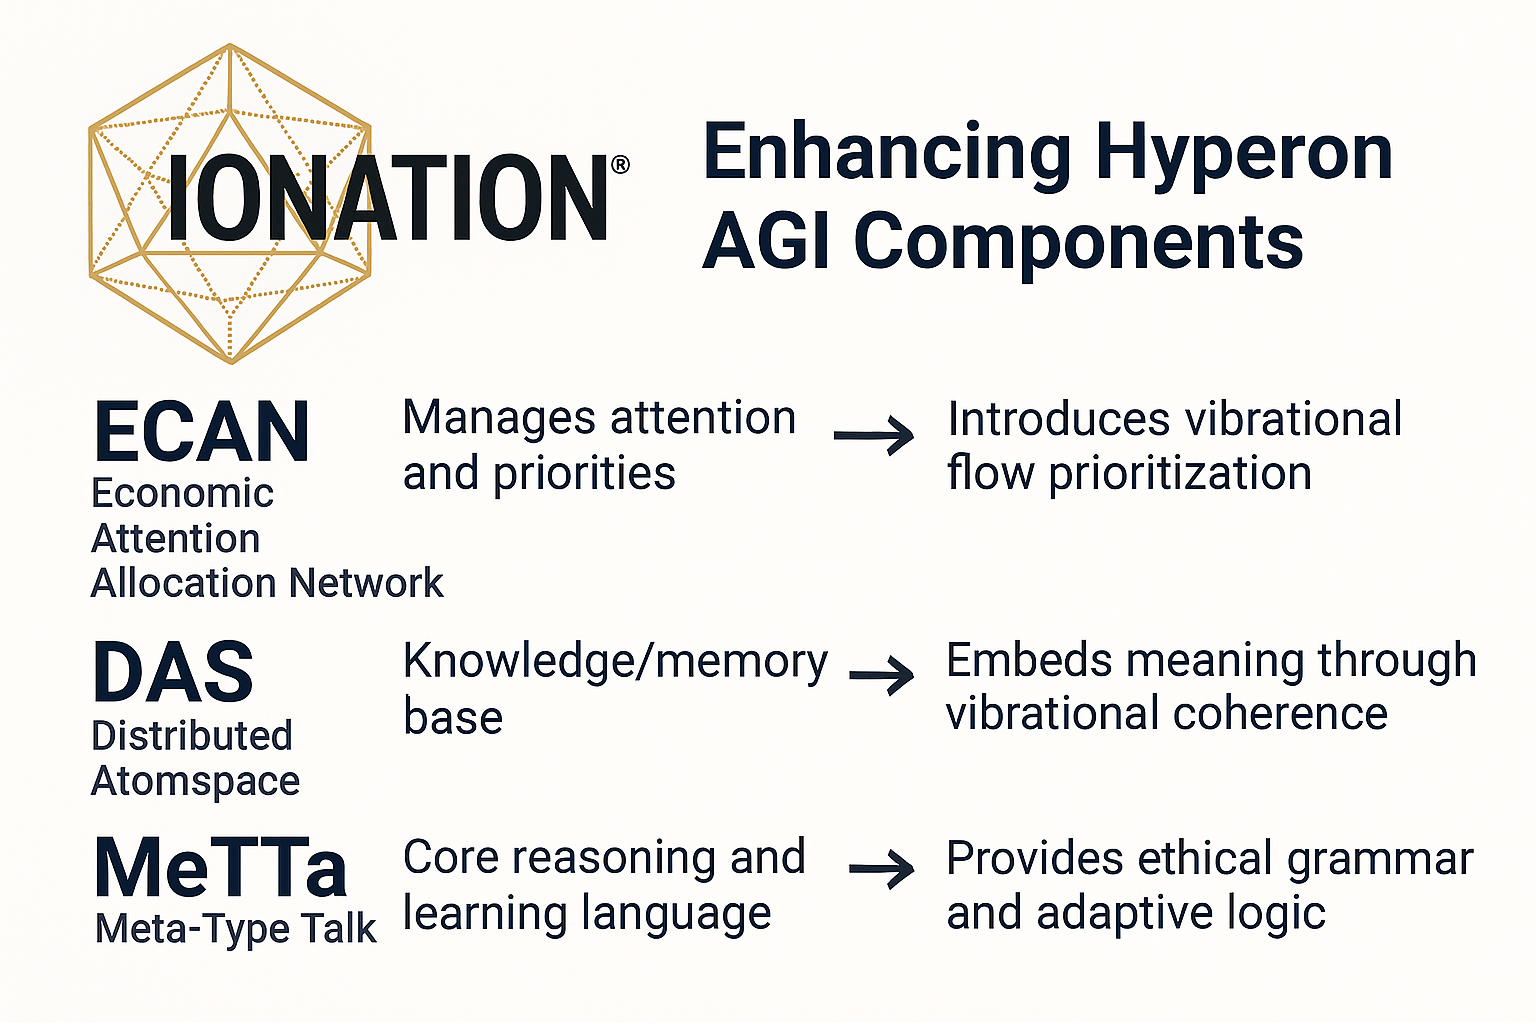 IONATION®
Enhancing Hyperon
AGI Components
ECAN
Economic
Attention
Allocation Network
Manages attention
and priorities
→
Introduces vibrational
flow prioritization
DAS
Distributed
Atomspace
Knowledge/memory
base
→
Embeds meaning through
vibrational coherence
MeTTa
Meta-Type Talk
Core reasoning and
learning language
→
Provides ethical grammar
and adaptive logic